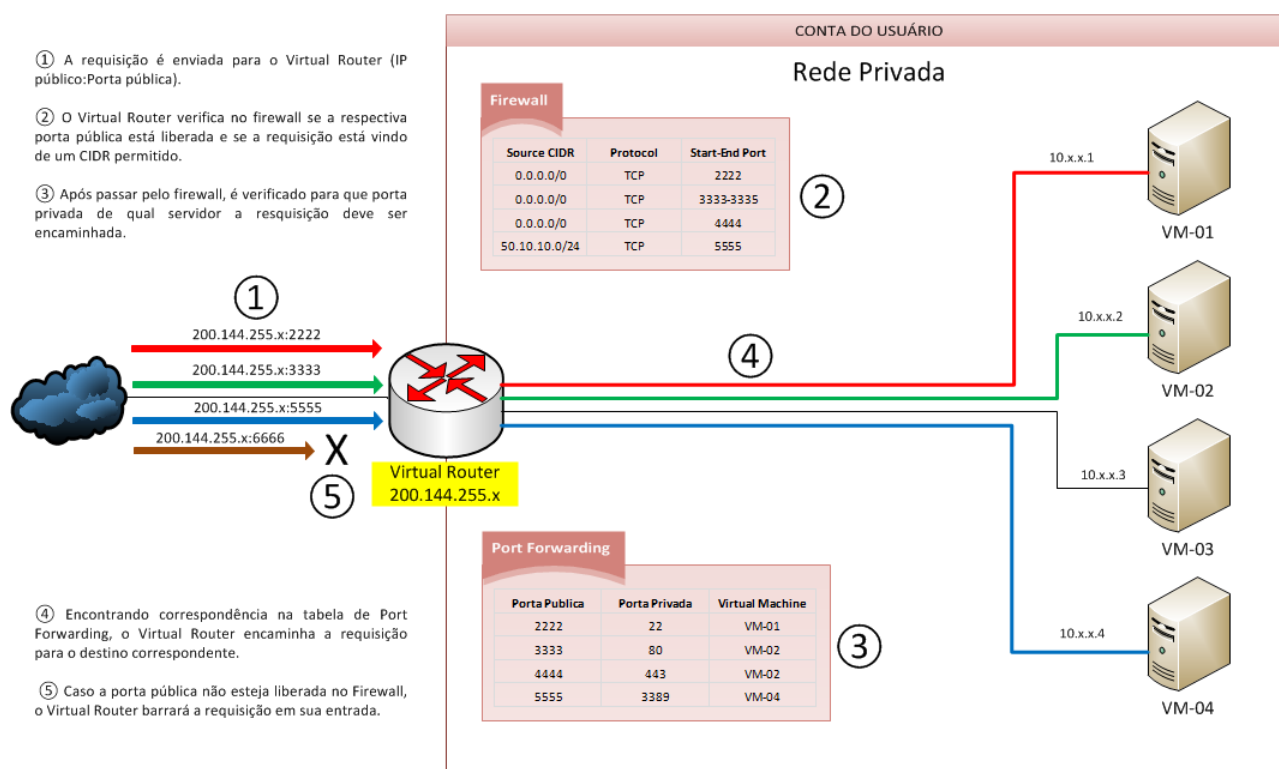 CONTA DO USUÁRIO
Rede Privada
① A requisição é enviada para o Virtual Router (IP
público:Porta pública).
② O Virtual Router verifica no firewall se a respectiva
porta pública está liberada e se a requisição está vindo
de um CIDR permitido.
③ Após passar pelo firewall, é verificado para que porta
privada de qual servidor a resquisição deve ser
encaminhada.
Firewall
Source CIDR Protocol Start-End Port
0.0.0.0/0 TCP 2222
0.0.0.0/0 TCP 3333-3335
0.0.0.0/0 TCP 4444
50.10.10.0/24 TCP 5555
②
10.x.x.1
VM-01
①
200.144.255.x:2222
200.144.255.x:3333
200.144.255.x:5555
200.144.255.x:6666
X
⑤
Virtual Router
200.144.255.x
④
10.x.x.2
VM-02
10.x.x.3
VM-03
Port Forwarding
Porta Publica Porta Privada Virtual Machine
2222 22 VM-01
3333 80 VM-02
4444 443 VM-02
5555 3389 VM-04
③
10.x.x.4
VM-04
④ Encontrando correspondência na tabela de Port
Forwarding, o Virtual Router encaminha a requisição
para o destino correspondente.
⑤ Caso a porta pública não esteja liberada no Firewall,
o Virtual Router barrará a requisição em sua entrada.